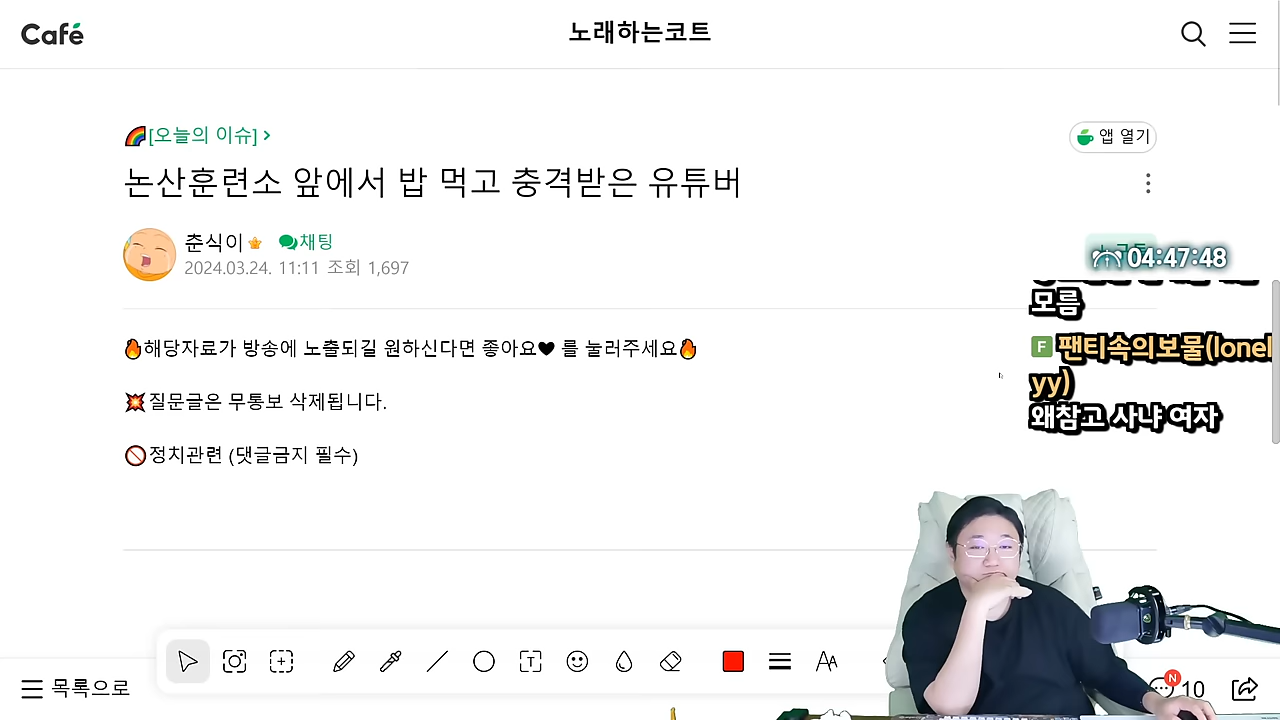 Café
노래하는코트
[오늘의 이슈] >
앱 열기
논산훈련소 앞에서 밥 먹고 충격받은 유튜버
춘식이
채팅
2024.03.24. 11:11 조회 1,697
04:47:48
모름
F 팬티속의보물(lonel
yy)
왜참고 사냐 여자
🔥해당자료가 방송에 노출되길 원하신다면 좋아요🖤 를 눌러주세요🔥
💥질문글은 무통보 삭제됩니다.
🚫정치관련 (댓글금지 필수)
T
AA
목록으로
N
10